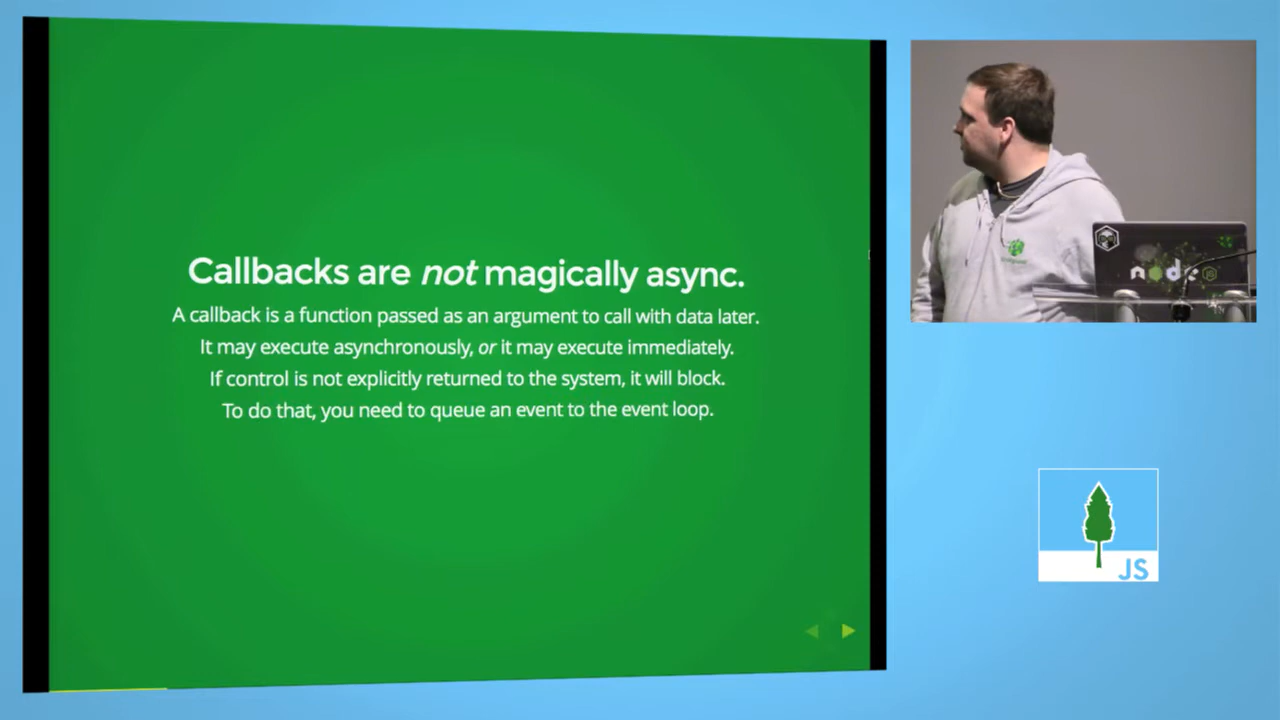 Callbacks are not magically async.
A callback is a function passed as an argument to call with data later.
It may execute asynchronously, or it may execute immediately.
If control is not explicitly returned to the system, it will block.
To do that, you need to queue an event to the event loop.
node
JS